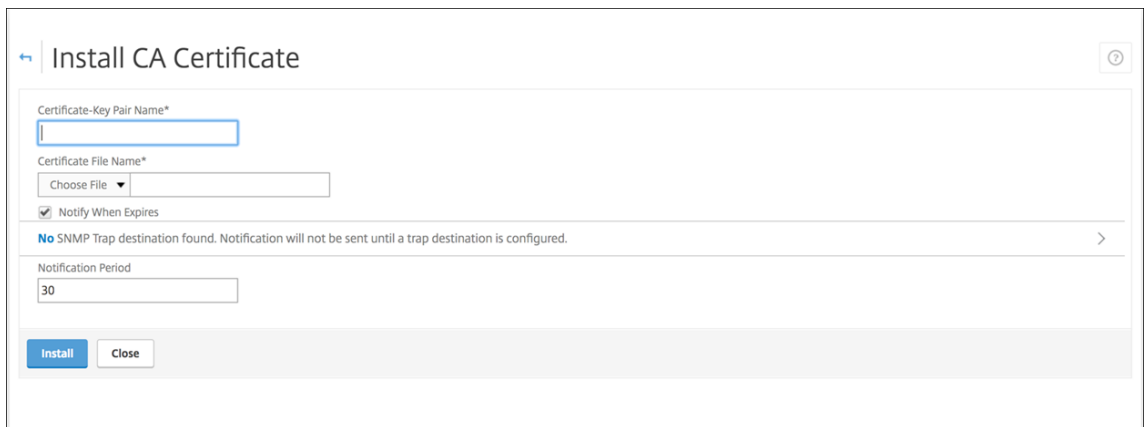 Install CA Certificate
?
Certificate-Key Pair Name*
Certificate File Name*
Choose File
Notify When Expires
No SNMP Trap destination found. Notification will not be sent until a trap destination is configured.
Notification Period
30
Install Close